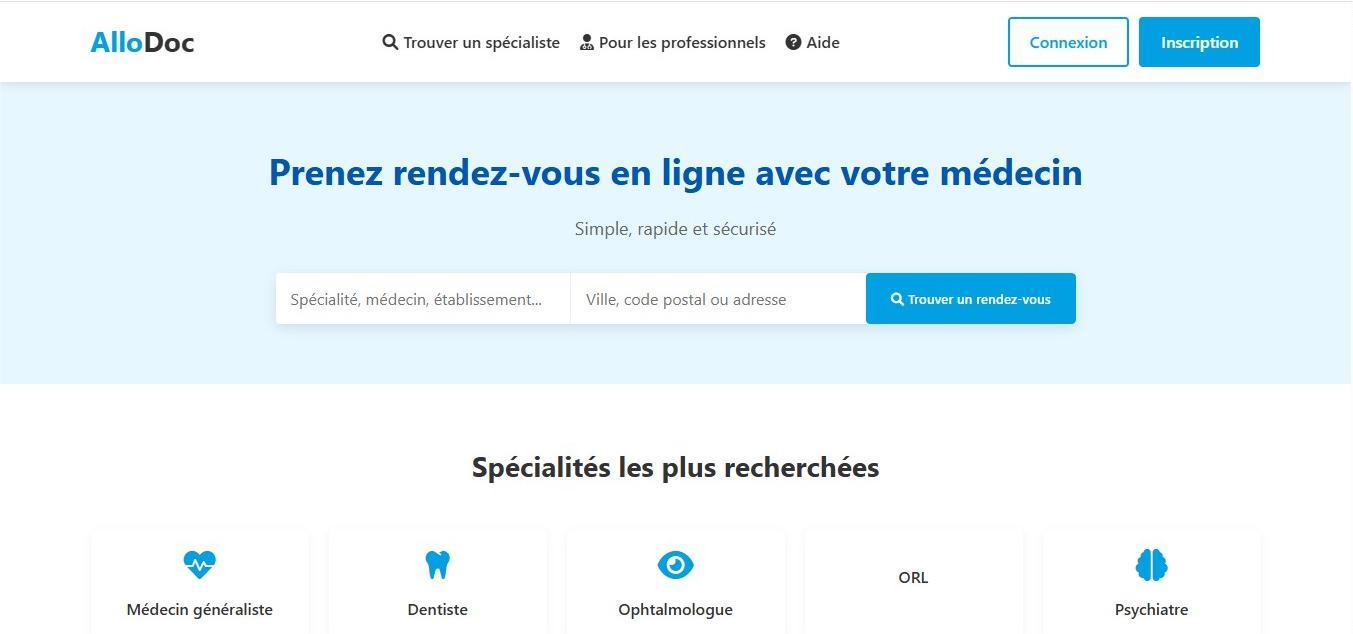 AlloDoc
Trouver un spécialiste
Pour les professionnels
Aide
Connexion
Inscription
Prenez rendez-vous en ligne avec votre médecin
Simple, rapide et sécurisé
Spécialité, médecin, établissement...
Ville, code postal ou adresse
Trouver un rendez-vous
Spécialités les plus recherchées
Médecin généraliste
Dentiste
Ophtalmologue
ORL
Psychiatre